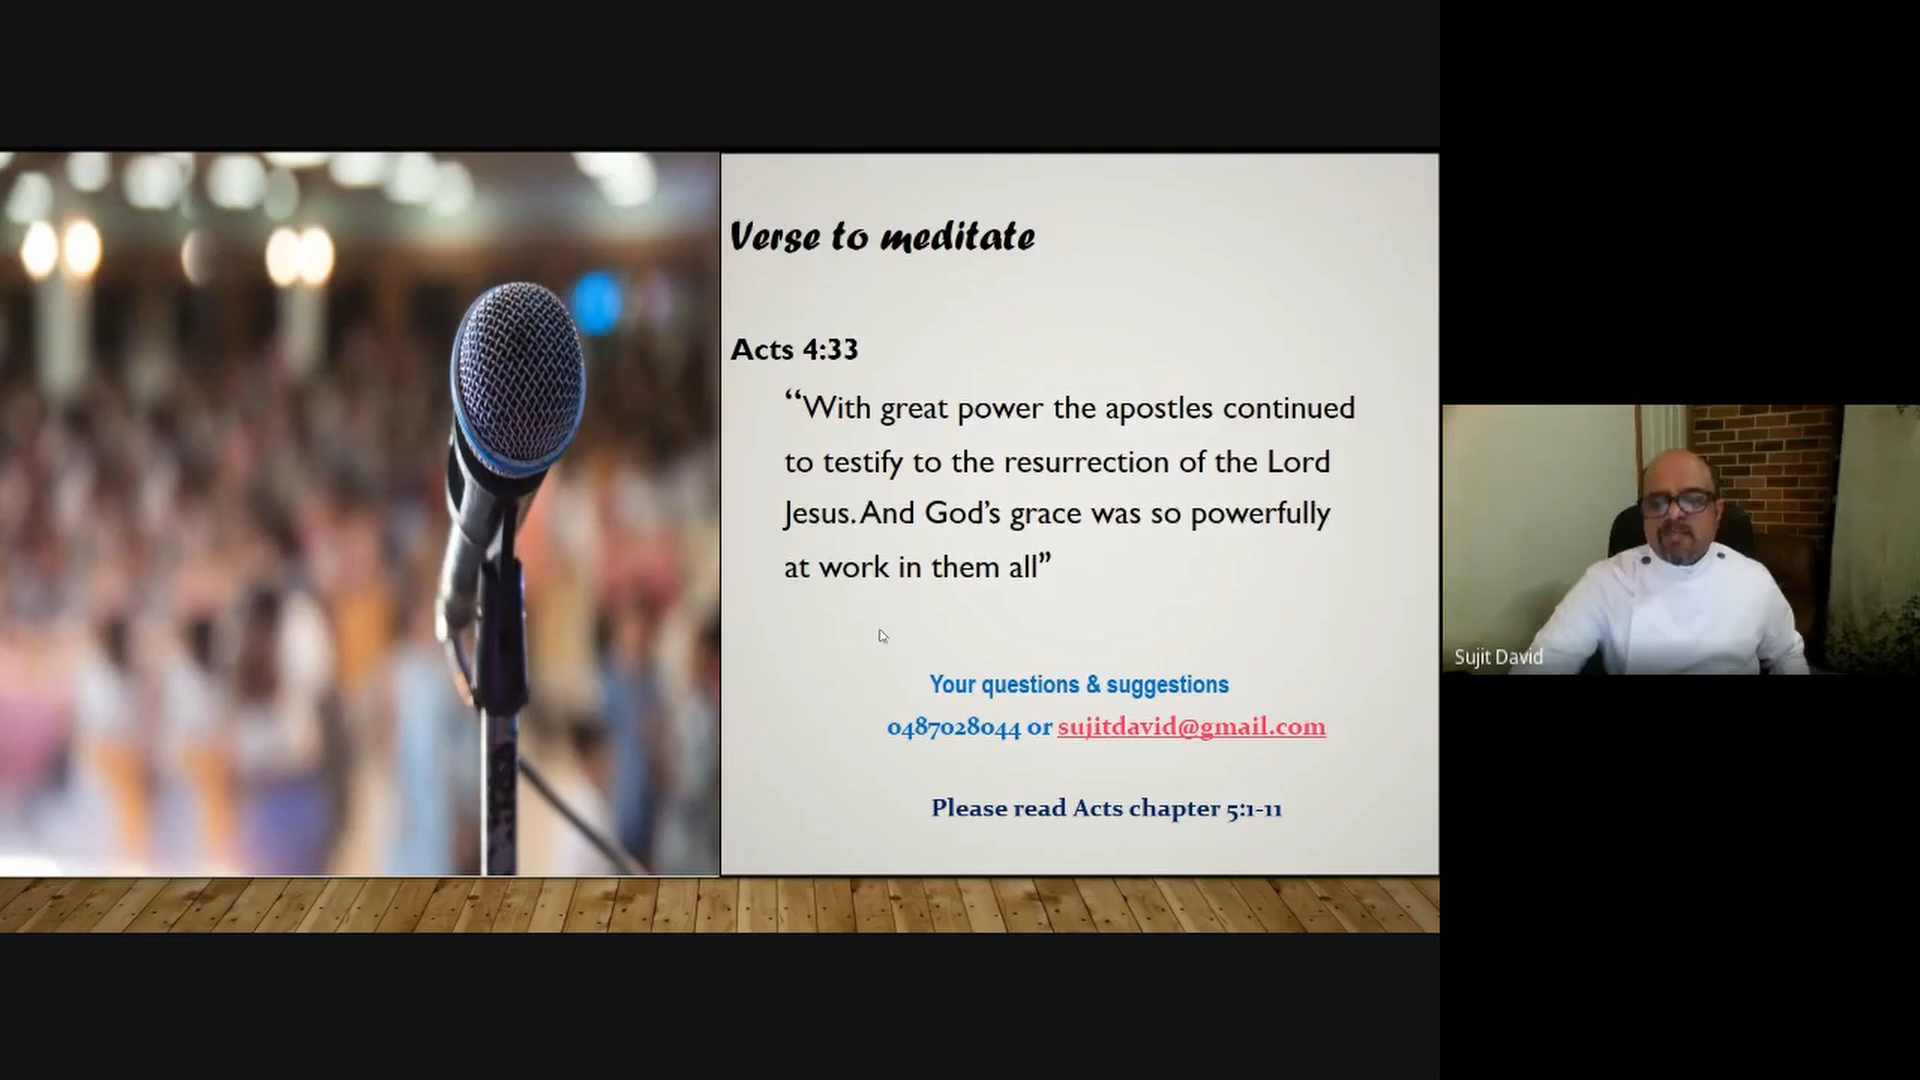 Verse to meditate
Acts 4:33
“With great power the apostles continued
to testify to the resurrection of the Lord
Jesus. And God’s grace was so powerfully
at work in them all”
Your questions & suggestions
0487028044 or sujitdavid@gmail.com
Please read Acts chapter 5:1-11
Sujit David